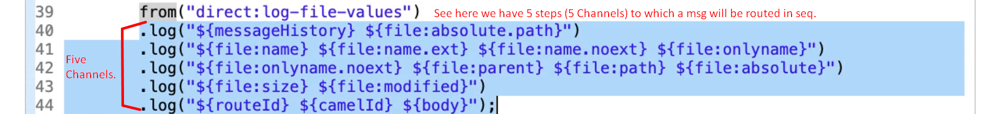 39 from("direct:log-file-values") See here we have 5 steps (5 Channels) to which a msg will be routed in seq.
40 .log("${messageHistory} ${file:absolute.path}")
41 .log("${file:name} ${file:name.ext} ${file:name.noext} ${file:onlyname}")
Five
Channels.
42 .log("${file:onlyname.noext} ${file:parent} ${file:path} ${file:absolute}")
43 .log("${file:size} ${file:modified}")
44 .log("${routeId} ${camelId} ${body}");